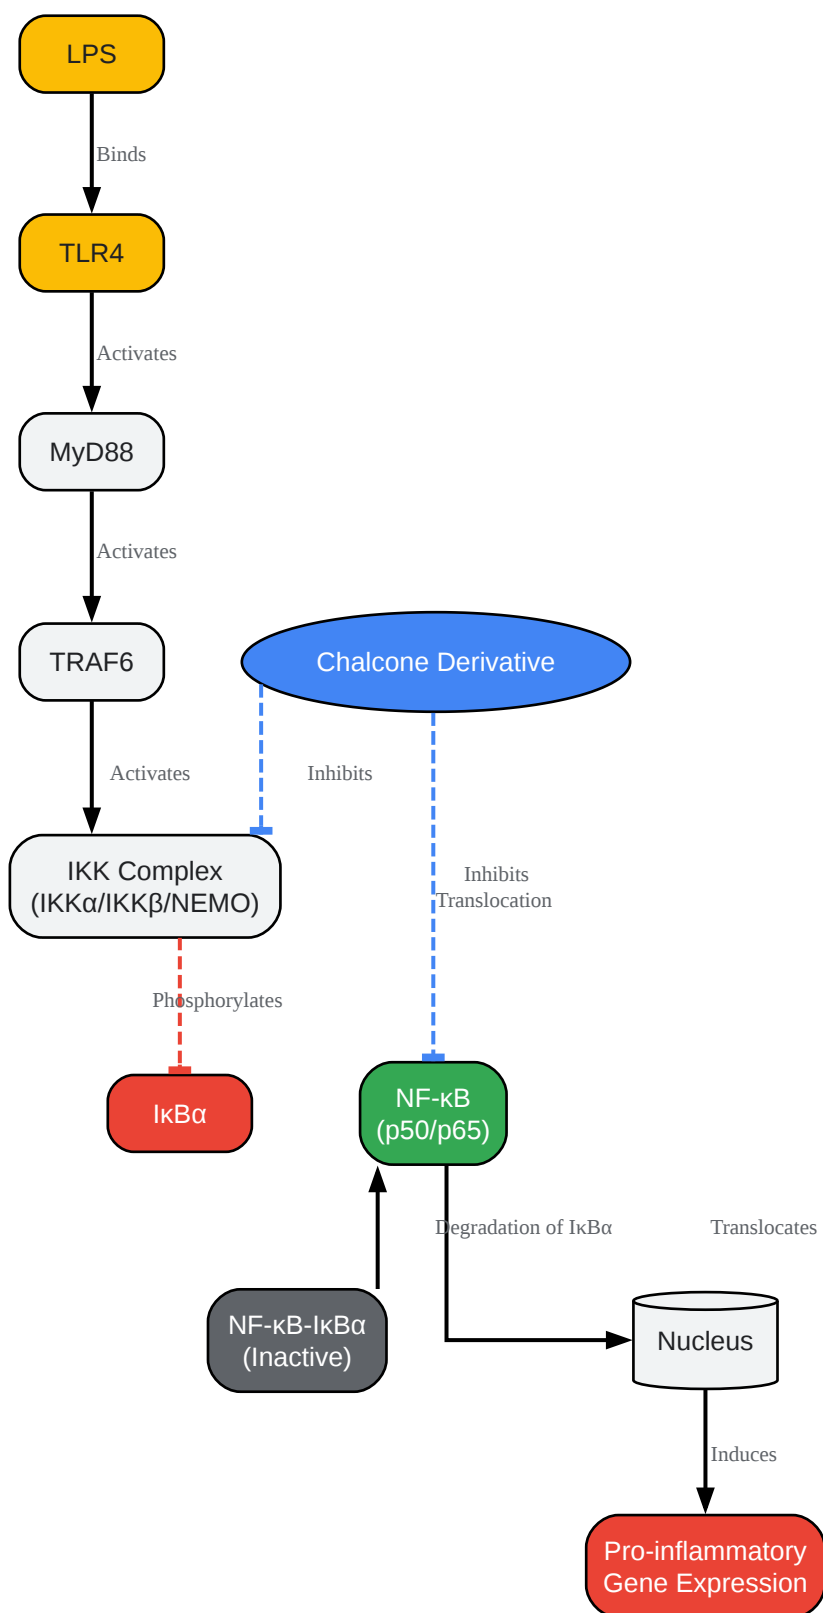 LPS
Binds
TLR4
Activates
MyD88
Activates
TRAF6
Chalcone Derivative
Activates
Inhibits
IKK Complex
(IKKα/IKKβ/NEMO)
Inhibits
Translocation
Phosphorylates
IκBα
NF-κB
(p50/p65)
Degradation of IκBα
Translocates
NF-κB-IκBα
(Inactive)
Nucleus
Induces
Pro-inflammatory
Gene Expression